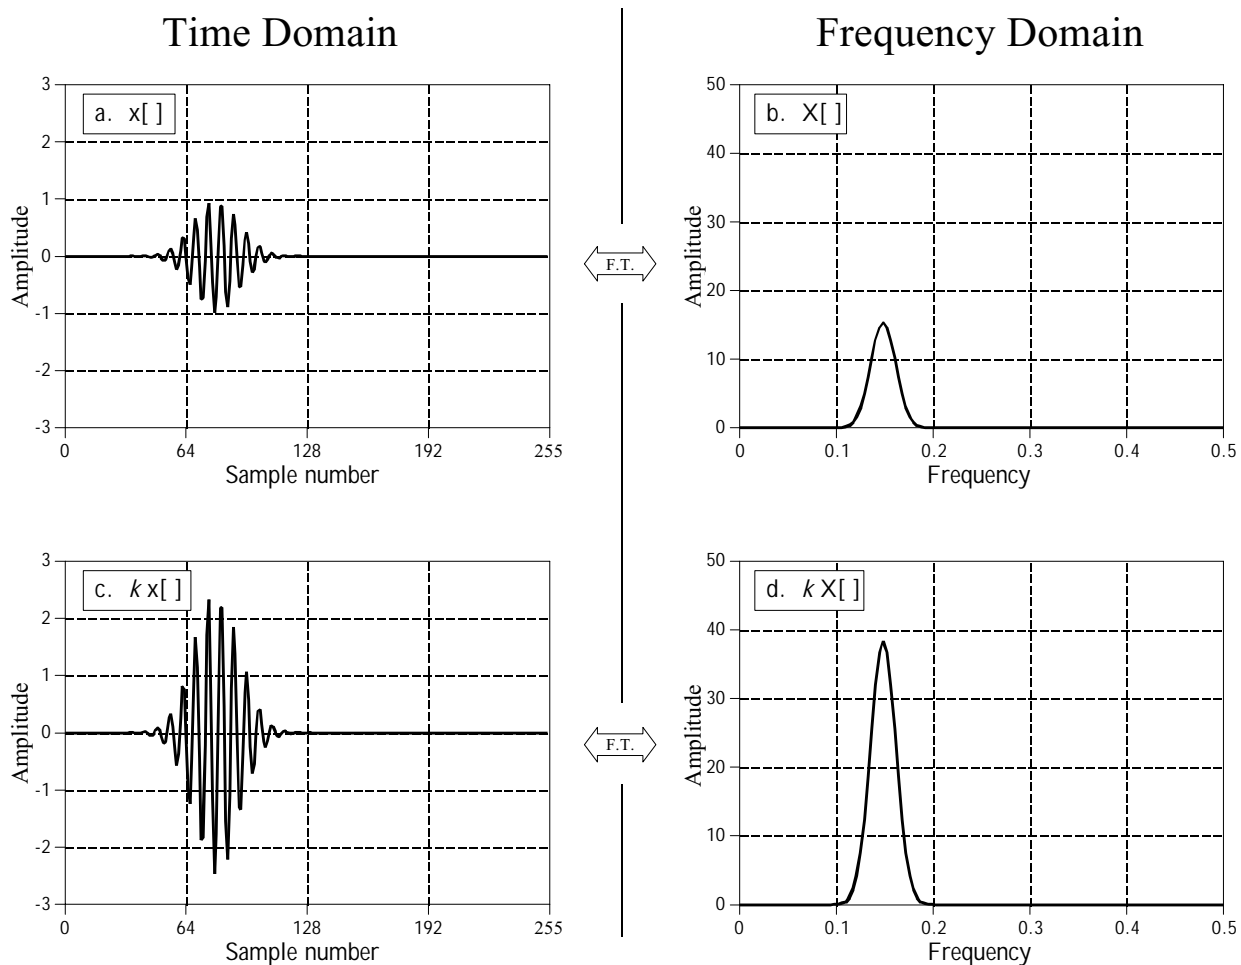 Time Domain
Frequency Domain
a. x[ ]
3
2
1
0
-1
-2
-3
Amplitude
0 64 128 192 255
Sample number
F.T.
b. X[ ]
50
40
30
20
10
0
Amplitude
0 0.1 0.2 0.3 0.4 0.5
Frequency
c. k x[ ]
3
2
1
0
-1
-2
-3
Amplitude
0 64 128 192 255
Sample number
F.T.
d. k X[ ]
50
40
30
20
10
0
Amplitude
0 0.1 0.2 0.3 0.4 0.5
Frequency